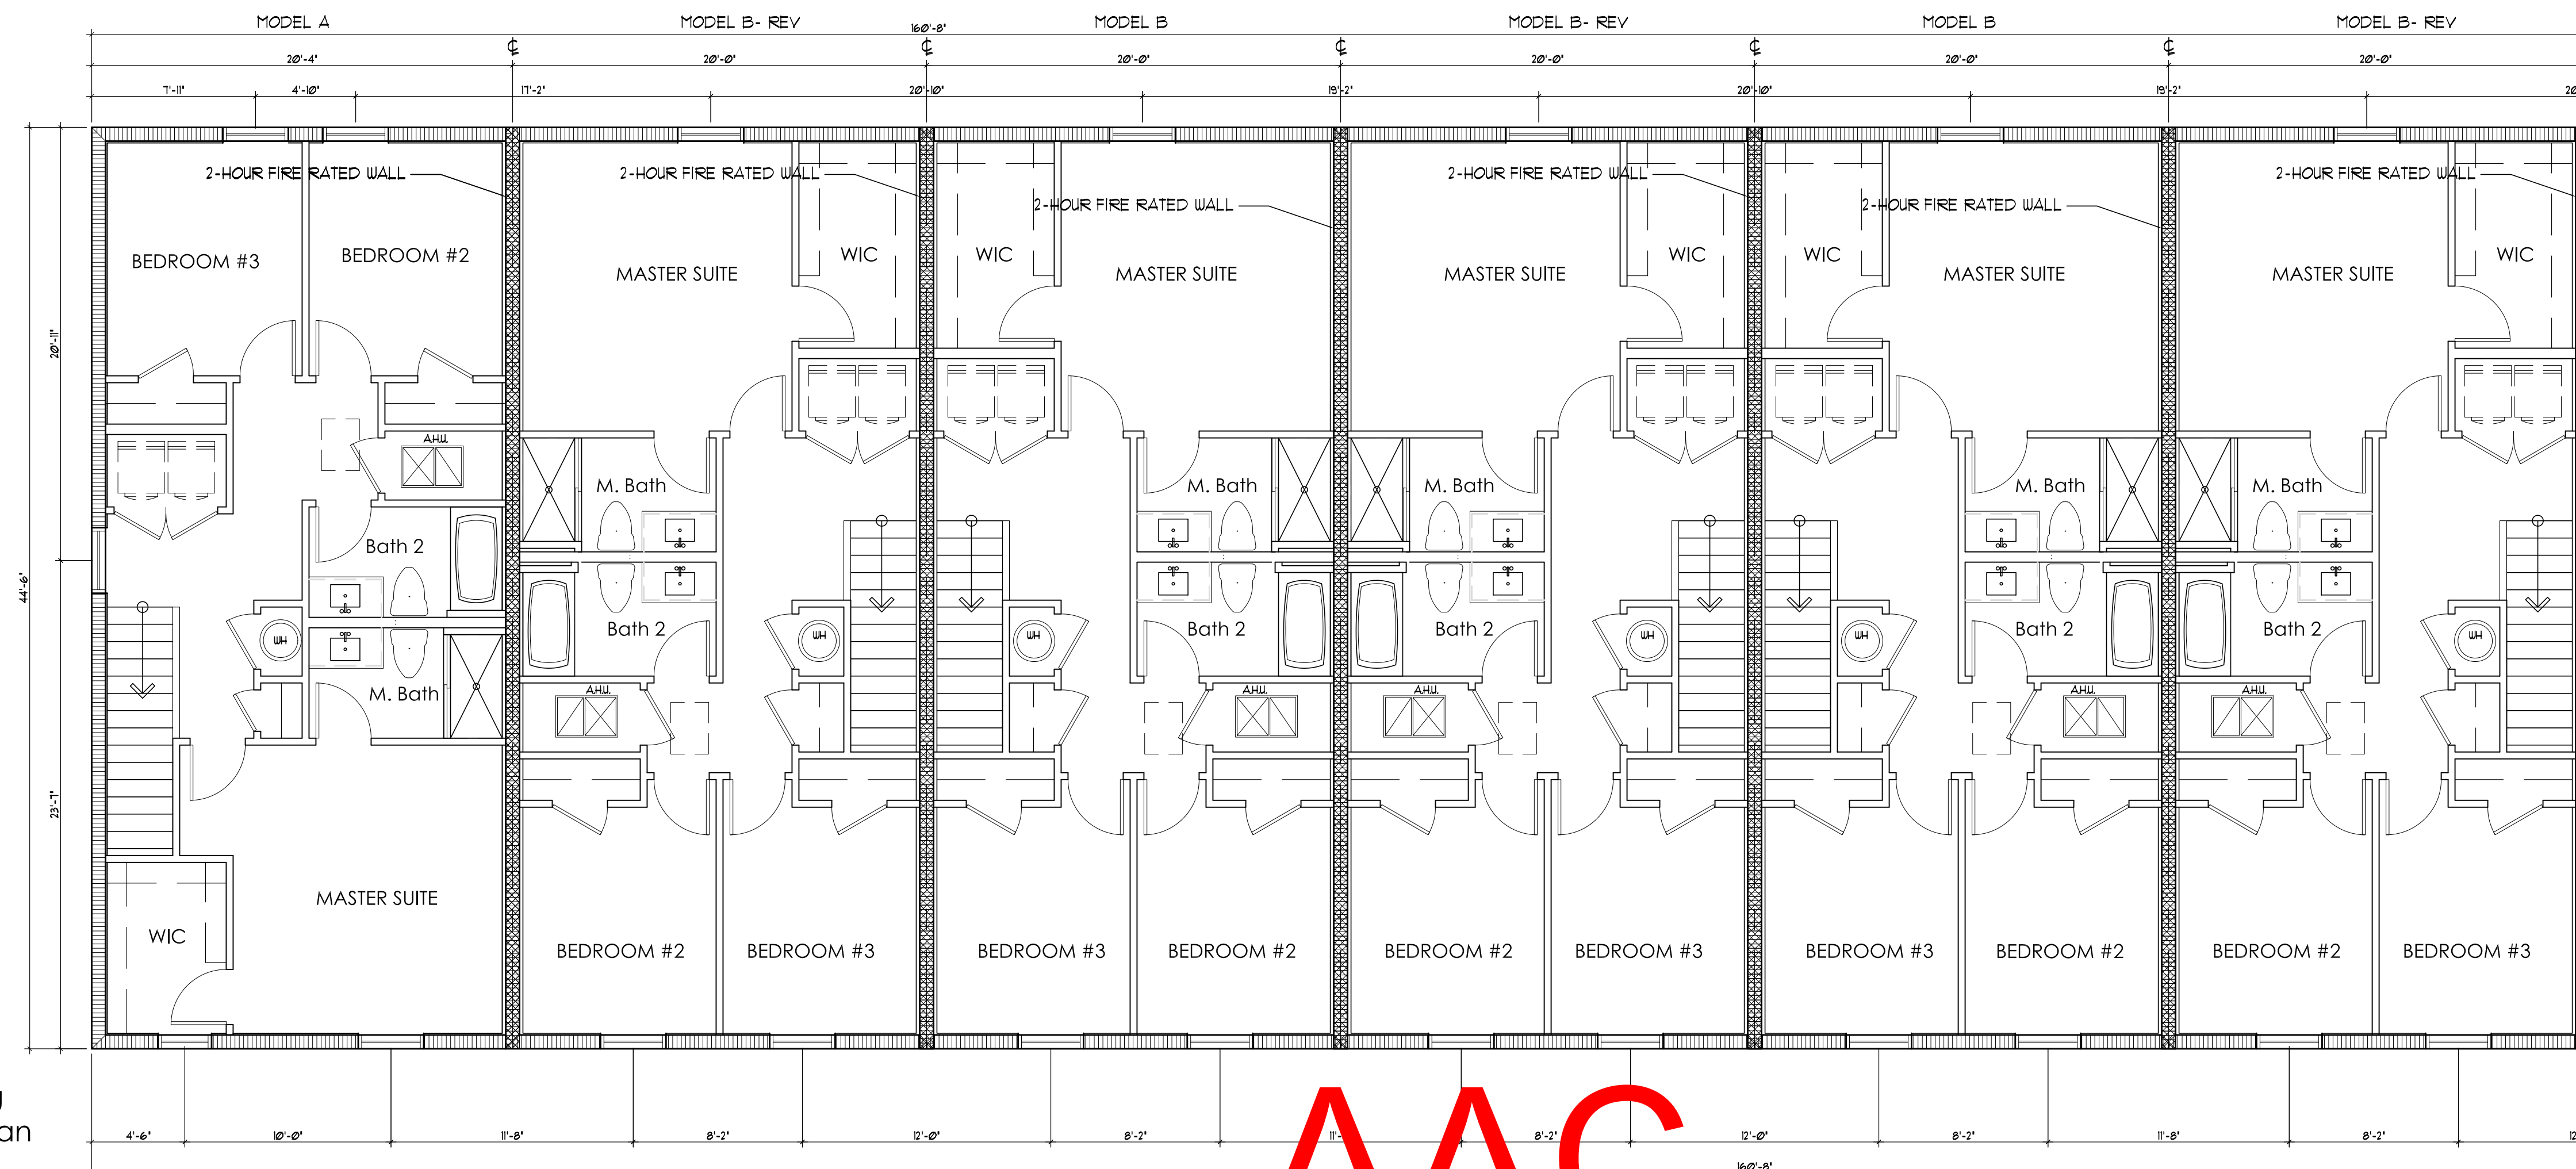 MODEL A MODEL B- REV MODEL B MODEL B- REV MODEL B MODEL B- REV
160'-8"
20'-4" 20'-0" 20'-0" 20'-0" 20'-0" 20'-0"
7'-11" 4'-10" 17'-2" 20'-10" 19'-2" 20'-10" 19'-2"
2-HOUR FIRE RATED WALL 2-HOUR FIRE RATED WALL 2-HOUR FIRE RATED WALL 2-HOUR FIRE RATED WALL
2-HOUR FIRE RATED WALL 2-HOUR FIRE RATED WALL
BEDROOM #3 BEDROOM #2 WIC WIC WIC WIC WIC
MASTER SUITE MASTER SUITE MASTER SUITE MASTER SUITE MASTER SUITE
20'-11"
A.H.U.
M. Bath M. Bath M. Bath M. Bath M. Bath
Bath 2
44'-6"
WH WH WH WH WH WH
Bath 2 Bath 2 Bath 2 Bath 2 Bath 2
M. Bath
A.H.U. A.H.U. A.H.U. A.H.U. A.H.U.
23'-7"
MASTER SUITE
WIC
BEDROOM #2 BEDROOM #3 BEDROOM #3 BEDROOM #2 BEDROOM #2 BEDROOM #3 BEDROOM #3 BEDROOM #2 BEDROOM #2 BEDROOM #3
AAC
4'-6" 10'-0" 11'-8" 8'-2" 12'-0" 8'-2" 8'-2" 12'-0" 8'-2" 11'-8" 8'-2"
160'-8"